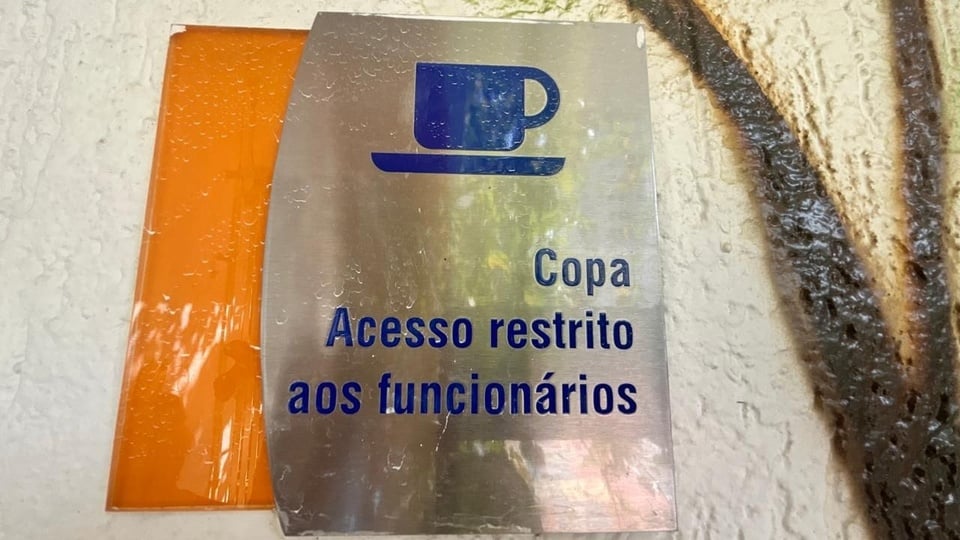 Copa
Acesso restrito
aos funcionários